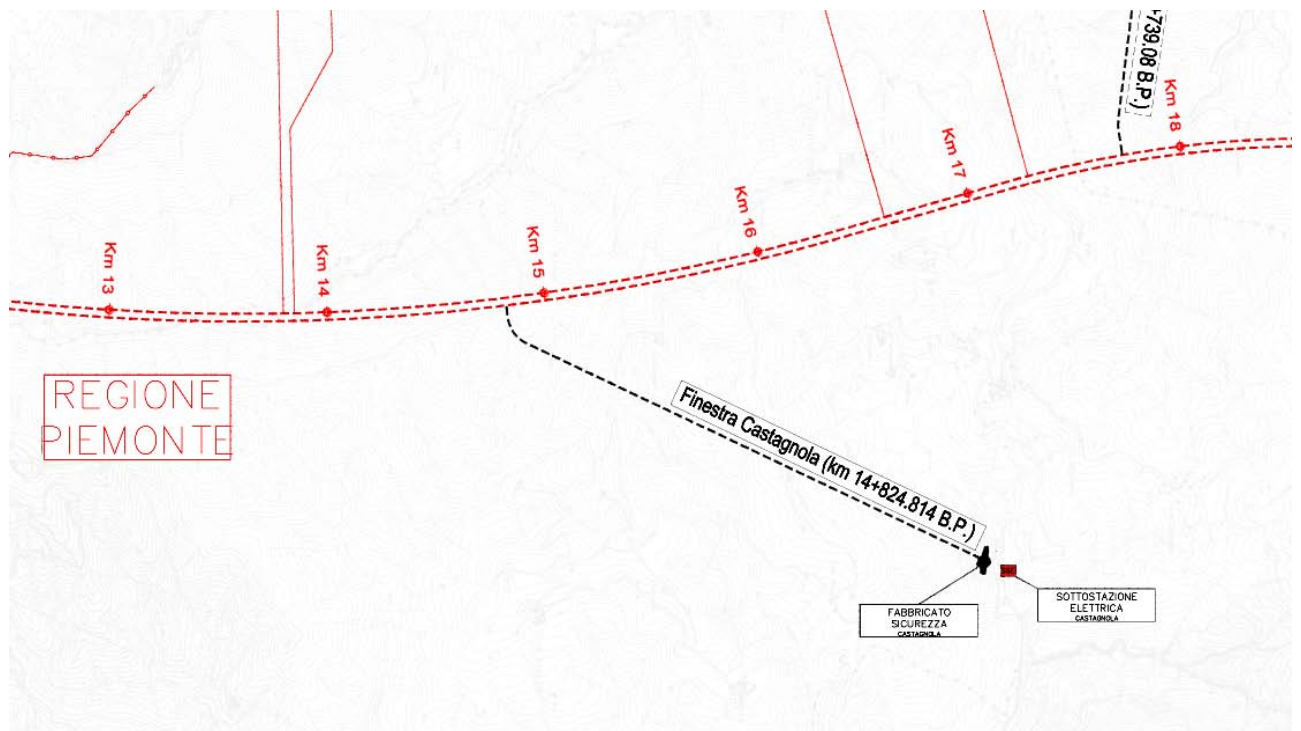 739.08 B.P.)
Km 18
Km 17
Km 16
Km 15
Km 14
Km 13
REGIONE
PIEMONTE
Finestra Castagnola (km 14+824.814 B.P.)
FABBRICATO
SICUREZZA
CASTAGNOLA
SOTTOSTAZIONE
ELETTRICA
CASTAGNOLA